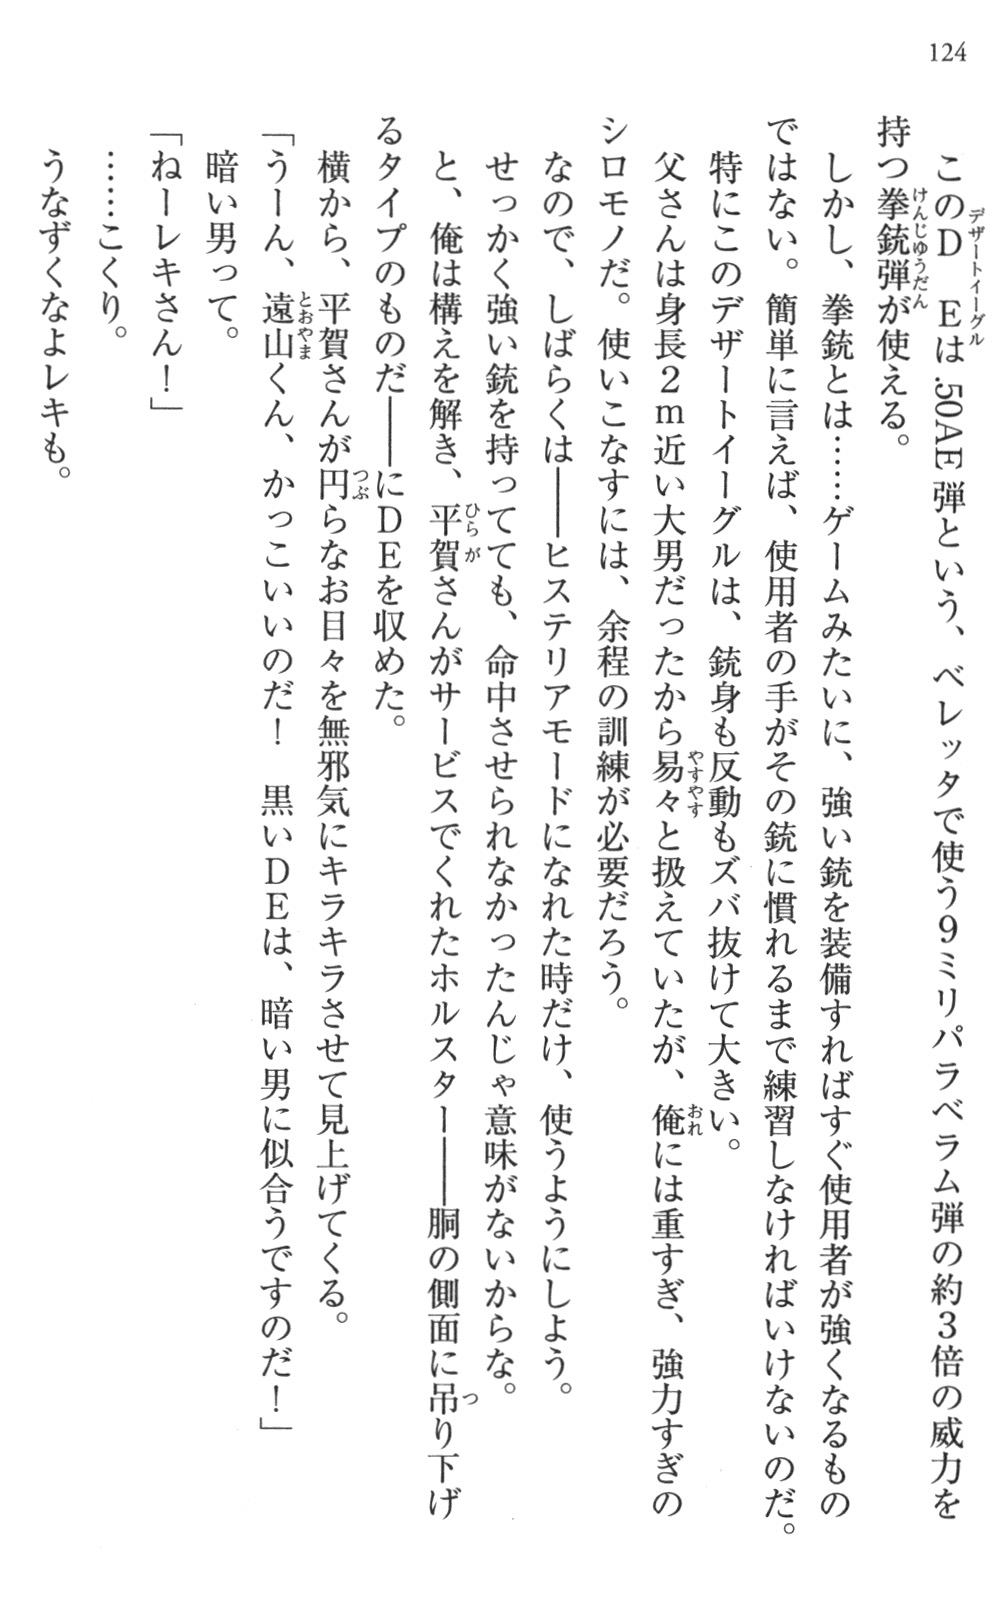 124
このDEは.50AE弾という、ベレッタで使う9ミリパラベラム弾の約3倍の威力を
持つ拳銃弾が使える。
しかし、拳銃とは……ゲームみたいに、強い銃を装備すればすぐ使用者が強くなるもの
ではない。簡単に言えば、使用者の手がその銃に慣れるまで練習しなければいけないのだ。
特にこのデザートイーグルは、銃身も反動もズバ抜けて大きい。
父さんは身長2m近い大男だったから易々と扱えていたが、俺には重すぎ、強力すぎの
シロモノだ。使いこなすには、余程の訓練が必要だろう。
なので、しばらくは――ヒステリアモードになれた時だけ、使うようにしよう。
せっかく強い銃を持ってても、命中させられなかったんじゃ意味がないからな。
と、俺は構えを解き、平賀さんがサービスでくれたホルスター――胴の側面に吊り下げ
るタイプのものだ――にDEを収めた。
横から、平賀さんが円らなお目々を無邪気にキラキラさせて見上げてくる。
「うーん、遠山くん、かっこいいのだ！　黒いDEは、暗い男に似合うですのだ！」
暗い男って。
「ねーレキさん！」
……こくり。
うなずくなよレキも。